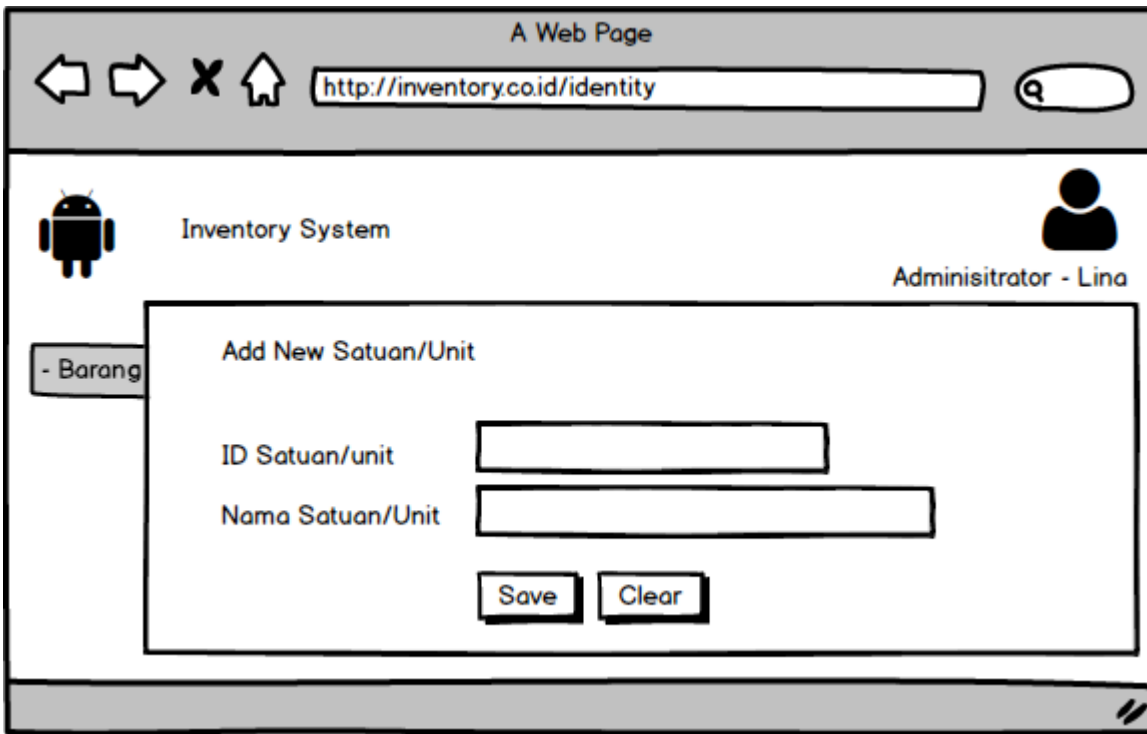 A Web Page
http://inventory.co.id/identity
Inventory System
Adminisitrator - Lina
Add New Satuan/Unit
- Barang
ID Satuan/unit
Nama Satuan/Unit
Save Clear